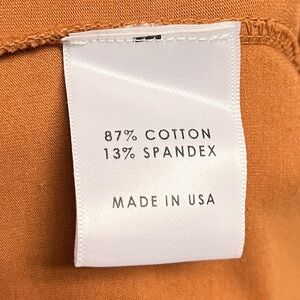 87% COTTON
13% SPANDEX
MADE IN USA